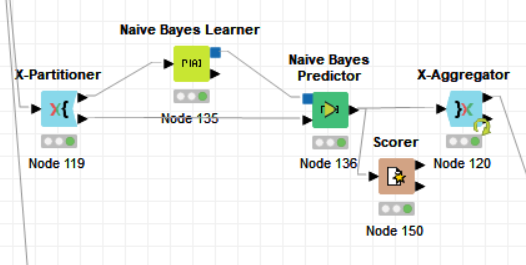 Naive Bayes Learner
Naive Bayes
Predictor
X-Partitioner
X-Aggregator
Node 135
Scorer
Node 119
Node 136
Node 120
Node 150